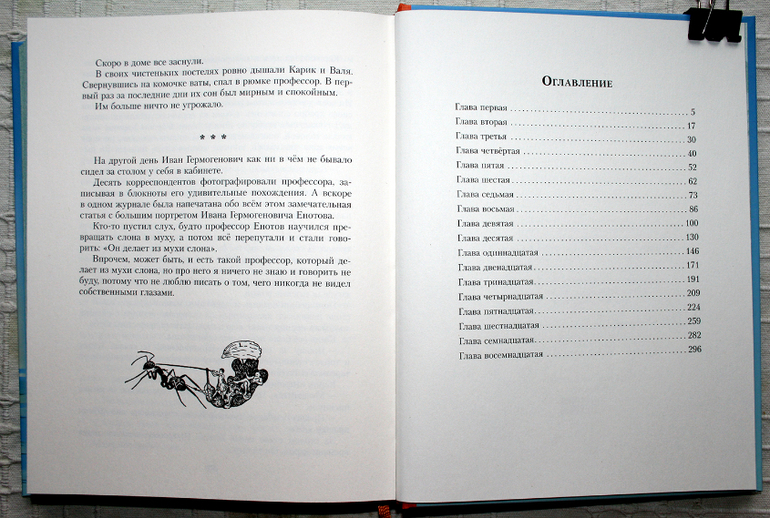 Скоро в доме все заснули.
В своих чистеньких постелях ровно дышали Карик и Валя.
Свернувшись на комочке ваты, спал в рюмке профессор. В пер-
вый раз за последние дни их сон был мирным и спокойным.
Им больше ничто не угрожало.
* * *
На другой день Иван Гермогенович как ни в чём не бывало
сидел за столом у себя в кабинете.
Десять корреспондентов фотографировали профессора, за-
писывая в блокноты его удивительные похождения. А вскоре
в одном журнале была напечатана обо всём этом замечательная
статья с большим портретом Ивана Гермогеновича Енотова.
Кто-то пустил слух, будто профессор Енотов научился пре-
вращать слона в муху, а потом всё перепутали и стали гово-
рить: «Он делает из мухи слона».
Впрочем, может быть, и есть такой профессор, который де-
лает из мухи слона, но про него я ничего не знаю и говорить не
буду, потому что не люблю писать о том, чего никогда не видел
собственными глазами.
Оглавление
Глава первая 5
Глава вторая 17
Глава третья 30
Глава четвёртая 40
Глава пятая 52
Глава шестая 62
Глава седьмая 73
Глава восьмая 86
Глава девятая 100
Глава десятая 130
Глава одиннадцатая 146
Глава двенадцатая 171
Глава тринадцатая 191
Глава четырнадцатая 209
Глава пятнадцатая 224
Глава шестнадцатая 259
Глава семнадцатая 282
Глава восемнадцатая 296